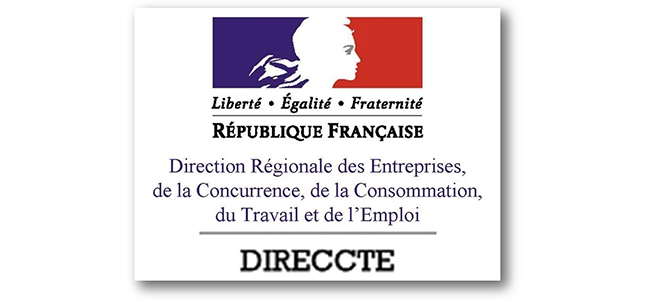 Liberté • Égalité • Fraternité
RÉPUBLIQUE FRANÇAISE
Direction Régionale des Entreprises,
de la Concurrence, de la Consommation,
du Travail et de l'Emploi
DIRECCTE